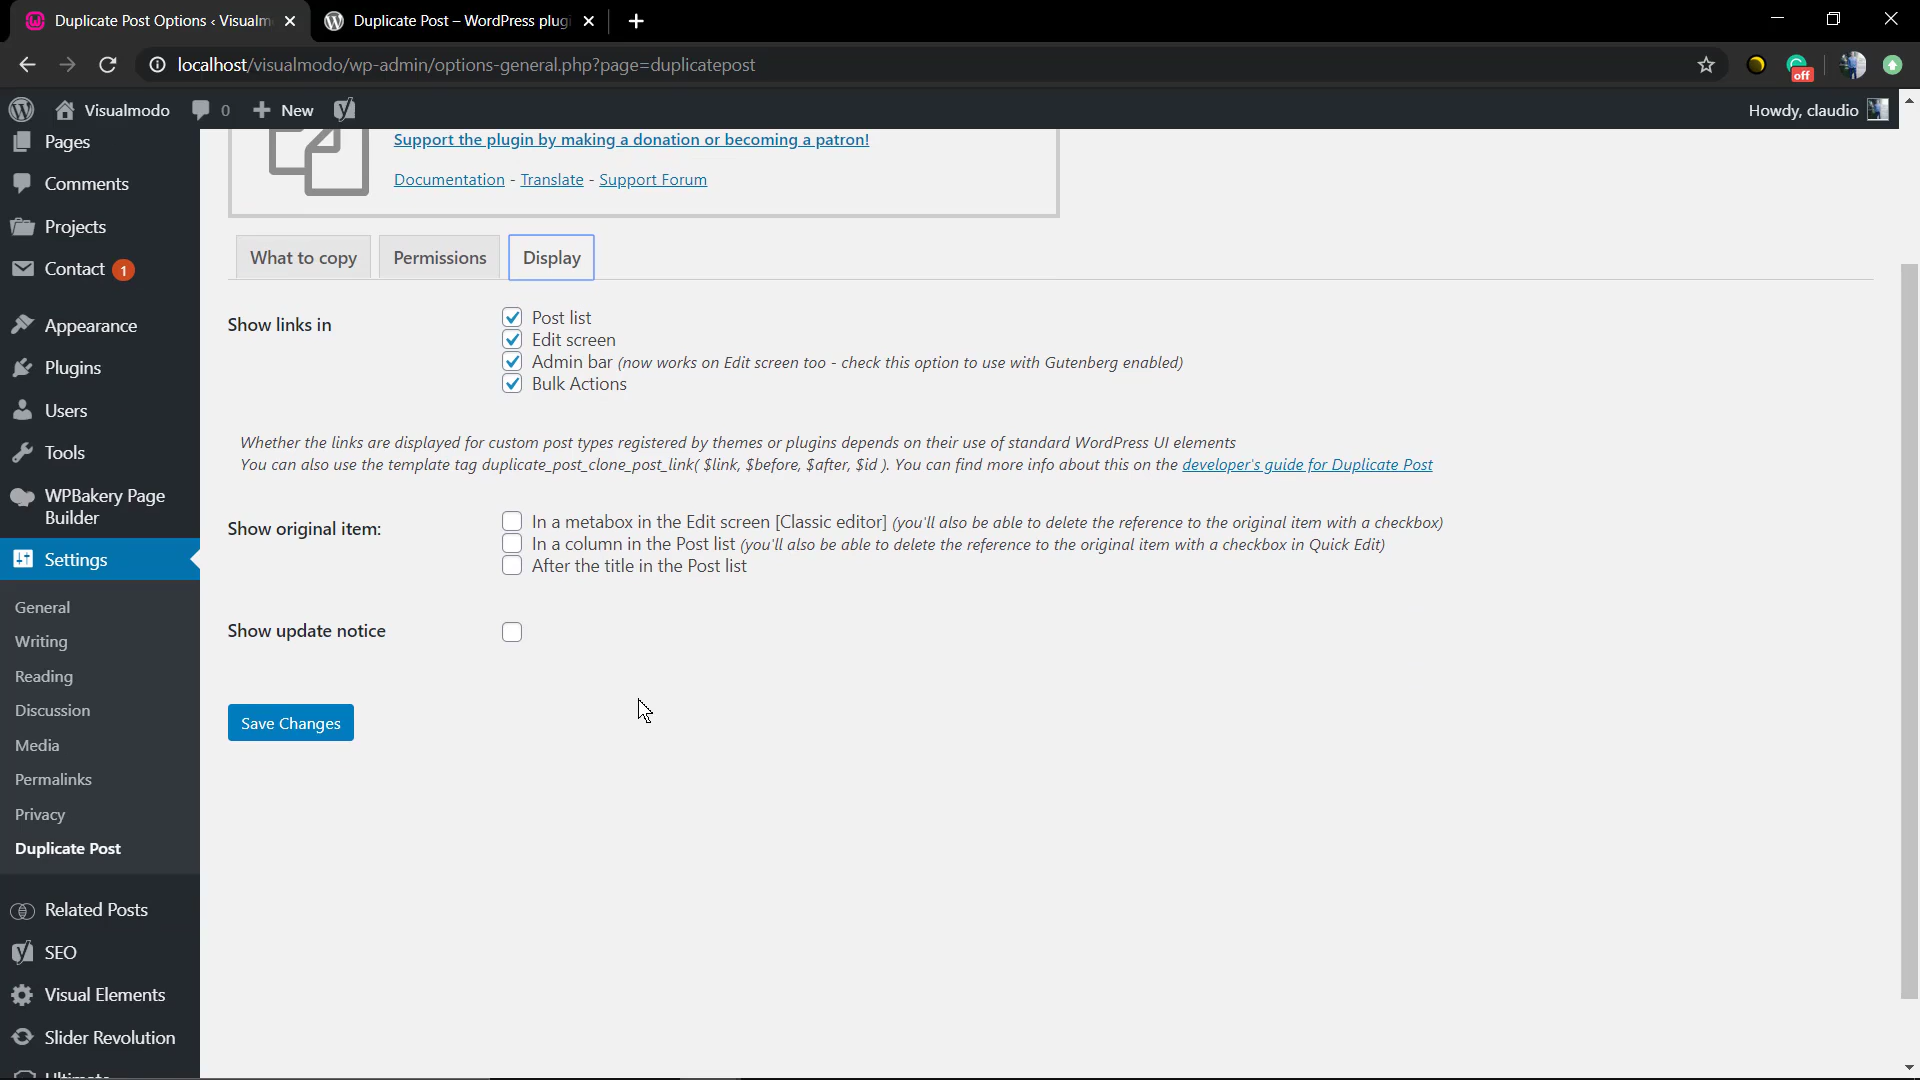 Duplicate Post Options ‹ Visualm
Duplicate Post – WordPress plugi
localhost/visualmodo/wp-admin/options-general.php?page=duplicatepost
off
Visualmodo
0
New
Howdy, claudio
Pages
Comments
Projects
Contact 1
Appearance
Plugins
Users
Tools
WPBakery Page
Builder
Settings
General
Writing
Reading
Discussion
Media
Permalinks
Privacy
Duplicate Post
Related Posts
SEO
Visual Elements
Slider Revolution
Support the plugin by making a donation or becoming a patron!
Documentation - Translate - Support Forum
What to copy
Permissions
Display
Show links in
Post list
Edit screen
Admin bar (now works on Edit screen too - check this option to use with Gutenberg enabled)
Bulk Actions
Whether the links are displayed for custom post types registered by themes or plugins depends on their use of standard WordPress UI elements
You can also use the template tag duplicate_post_clone_post_link( $link, $before, $after, $id ). You can find more info about this on the developer's guide for Duplicate Post
Show original item:
In a metabox in the Edit screen [Classic editor] (you'll also be able to delete the reference to the original item with a checkbox)
In a column in the Post list (you'll also be able to delete the reference to the original item with a checkbox in Quick Edit)
After the title in the Post list
Show update notice
Save Changes